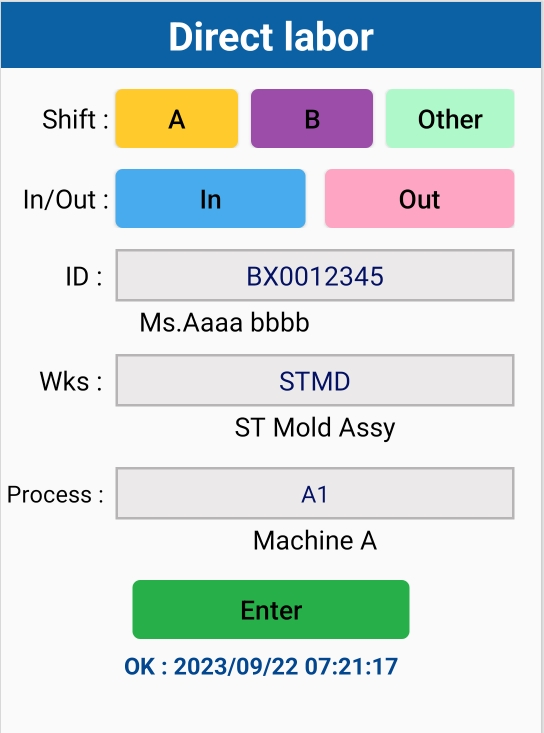 Direct labor
Shift : A B Other
In/Out : In Out
ID : BX0012345
Ms.Aaaa bbbb
Wks : STMD
ST Mold Assy
Process : A1
Machine A
Enter
OK : 2023/09/22 07:21:17